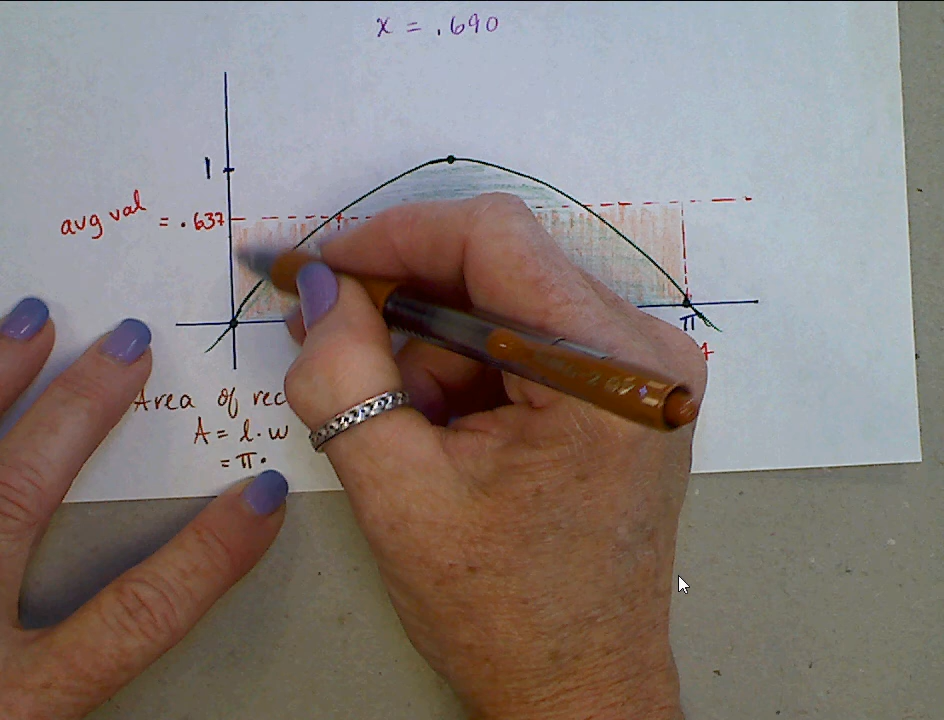 x = .690
1
avg val = .637
π
Area of rec
A = l · w
= π ·